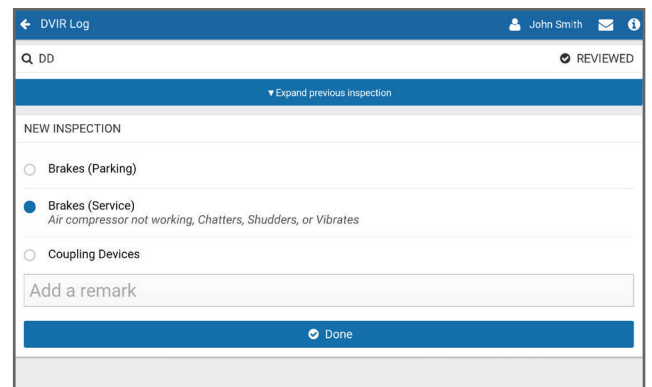 DVIR Log John Smith
DD REVIEWED
▼Expand previous inspection
NEW INSPECTION
Brakes (Parking)
Brakes (Service)
Air compressor not working, Chatters, Shudders, or Vibrates
Coupling Devices
Add a remark
Done